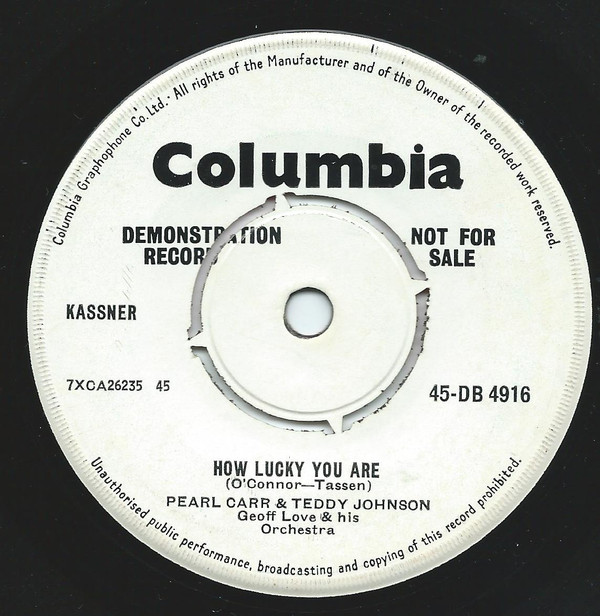 Columbia Graphophone Co. Ltd. · All rights of the Manufacturer and of the Owner of the recorded work reserved.
Columbia
DEMONSTRATION NOT FOR
RECORD SALE
KASSNER
7XCA26235 45
45-DB 4916
HOW LUCKY YOU ARE
(O'Connor—Tassen)
PEARL CARR & TEDDY JOHNSON
Geoff Love & his
Orchestra
Unauthorised public performance, broadcasting and copying of this record prohibited.